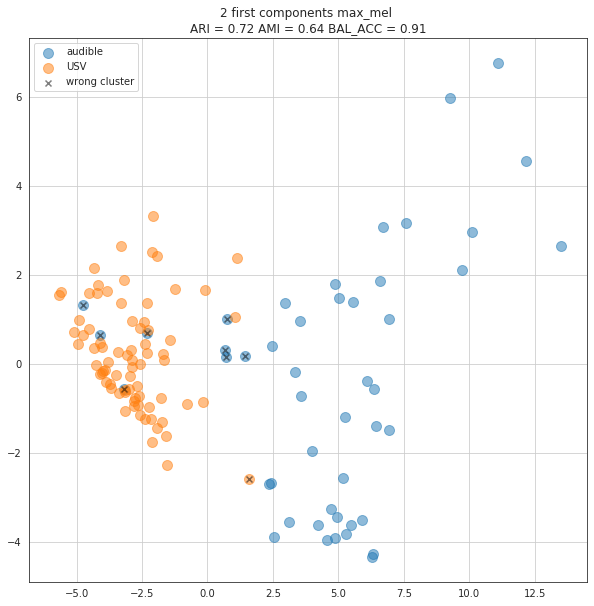 2 first components max_mel
ARI = 0.72 AMI = 0.64 BAL_ACC = 0.91
audible
USV
wrong cluster
6
4
2
0
−2
−4
−5.0 −2.5 0.0 2.5 5.0 7.5 10.0 12.5